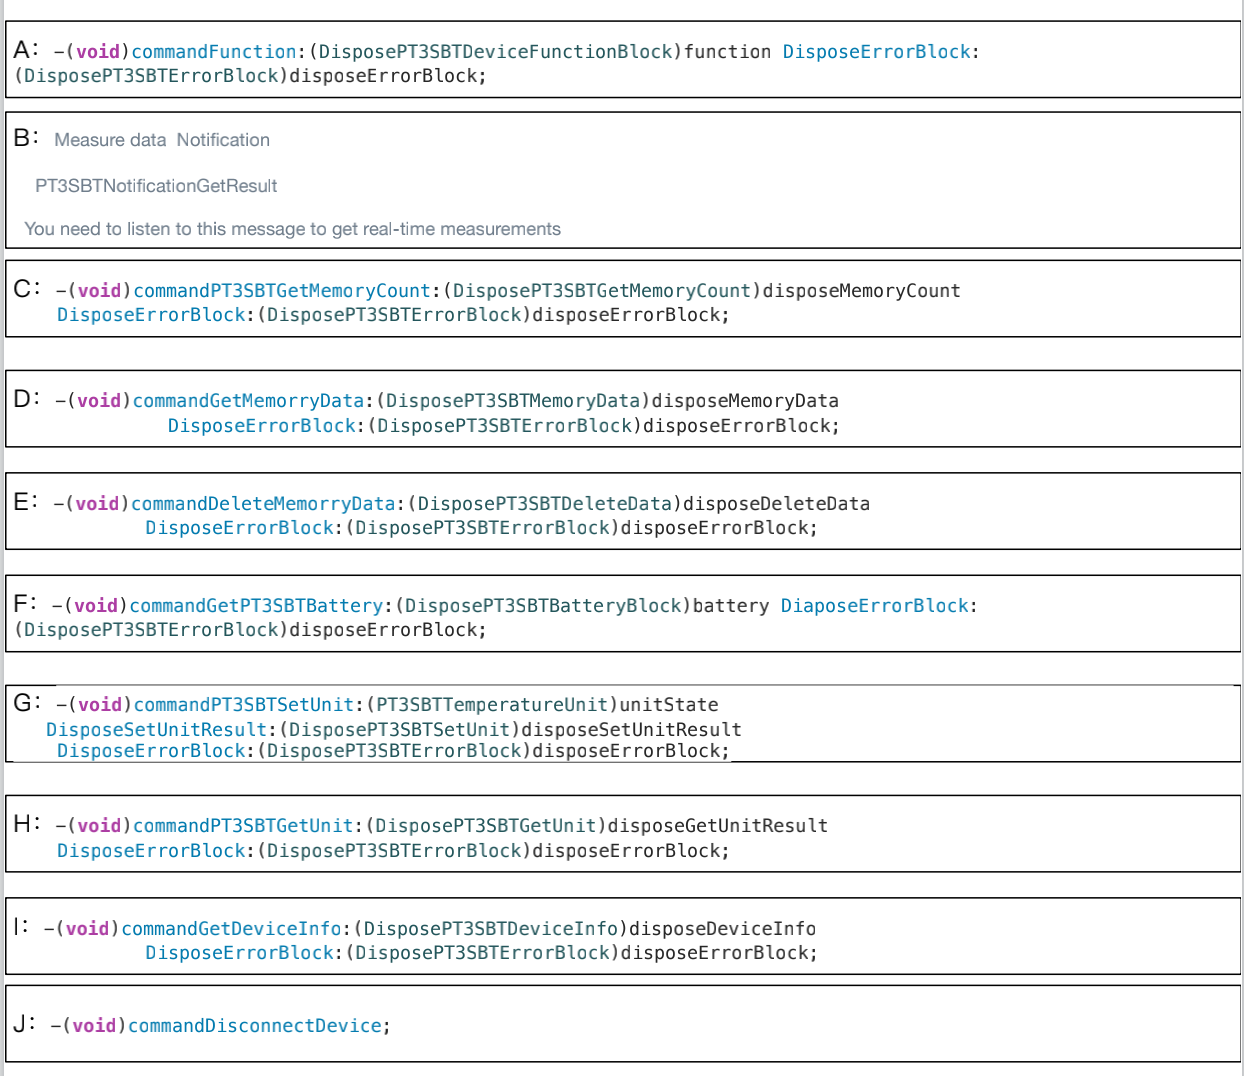 A: -(void)commandFunction:(DisposePT3SBTDeviceFunctionBlock)function DisposeErrorBlock:
(DisposePT3SBTErrorBlock)disposeErrorBlock;
B: Measure data Notification
PT3SBTNotificationGetResult
You need to listen to this message to get real-time measurements
C: -(void)commandPT3SBTGetMemoryCount:(DisposePT3SBTGetMemoryCount)disposeMemoryCount
DisposeErrorBlock:(DisposePT3SBTErrorBlock)disposeErrorBlock;
D: -(void)commandGetMemorryData:(DisposePT3SBTMemoryData)disposeMemoryData
DisposeErrorBlock:(DisposePT3SBTErrorBlock)disposeErrorBlock;
E: -(void)commandDeleteMemorryData:(DisposePT3SBTDeleteData)disposeDeleteData
DisposeErrorBlock:(DisposePT3SBTErrorBlock)disposeErrorBlock;
F: -(void)commandGetPT3SBTBattery:(DisposePT3SBTBatteryBlock)battery DiaposeErrorBlock:
(DisposePT3SBTErrorBlock)disposeErrorBlock;
G: -(void)commandPT3SBTSetUnit:(PT3SBTTemperatureUnit)unitState
DisposeSetUnitResult:(DisposePT3SBTSetUnit)disposeSetUnitResult
DisposeErrorBlock:(DisposePT3SBTErrorBlock)disposeErrorBlock;
H: -(void)commandPT3SBTGetUnit:(DisposePT3SBTGetUnit)disposeGetUnitResult
DisposeErrorBlock:(DisposePT3SBTErrorBlock)disposeErrorBlock;
I: -(void)commandGetDeviceInfo:(DisposePT3SBTDeviceInfo)disposeDeviceInfo
DisposeErrorBlock:(DisposePT3SBTErrorBlock)disposeErrorBlock;
J: -(void)commandDisconnectDevice;